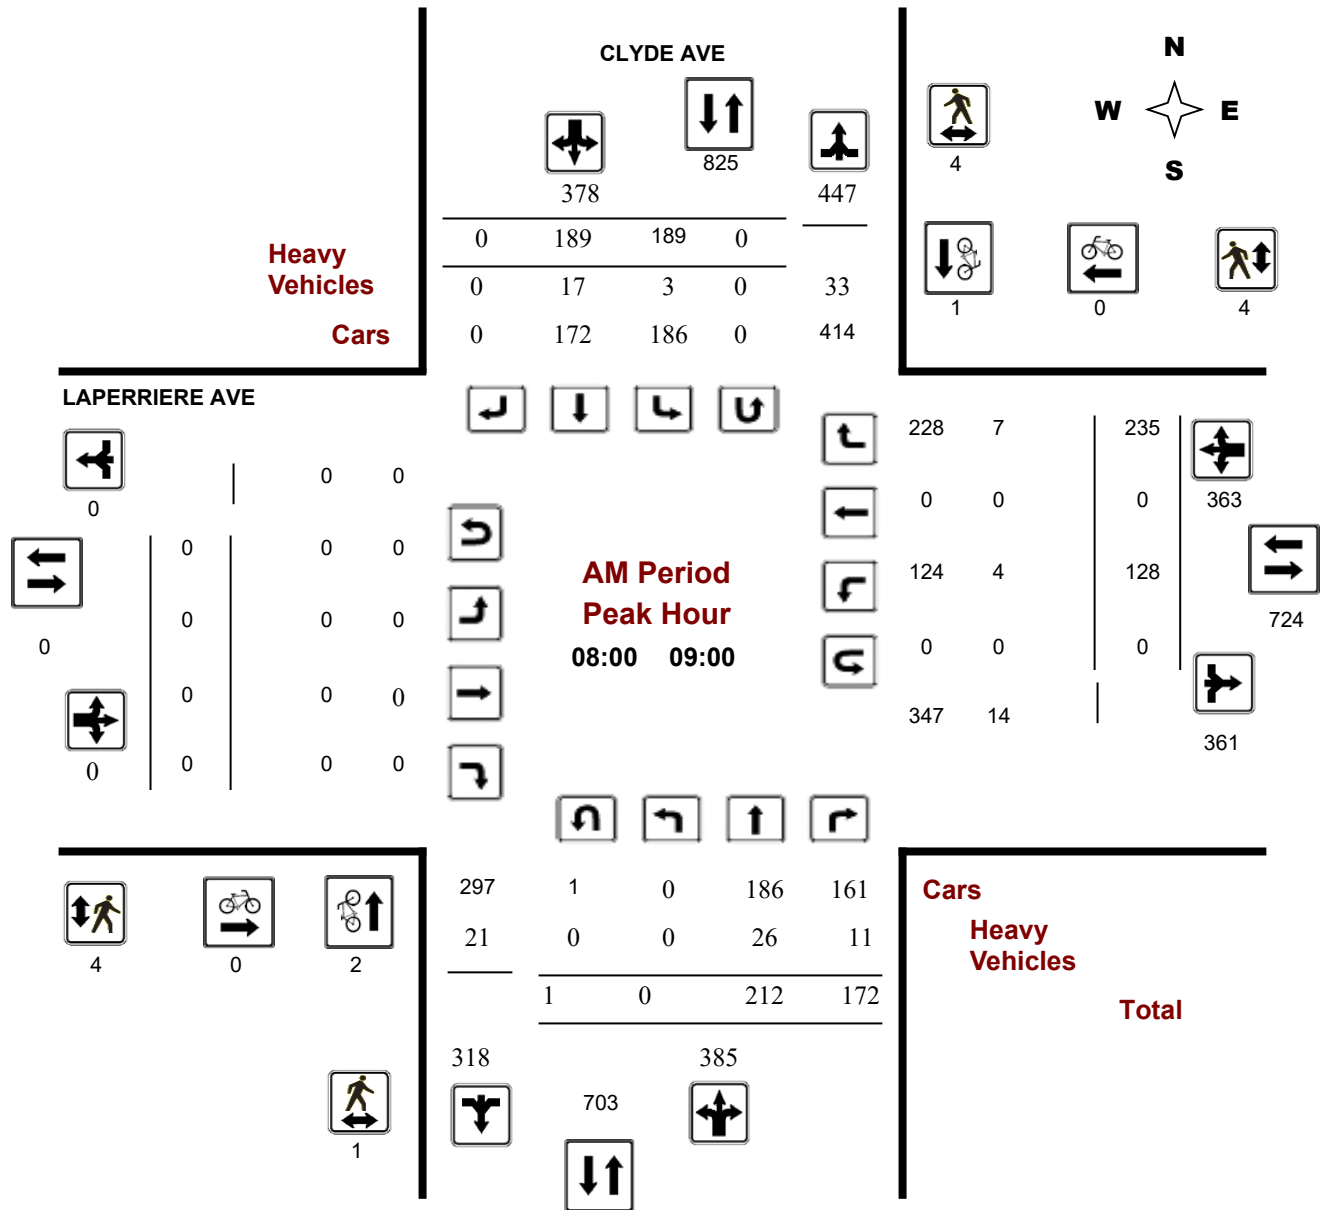 CLYDE AVE
N
W E
S
825
4
378
447
0 189 189 0
Heavy
Vehicles
0 17 3 0 33
1 0 4
Cars
0 172 186 0 414
LAPERRIERE AVE
228 7 235
0 0
0
0 0 0
363
0 0 0
AM Period
124 4 128
Peak Hour
0 0 0
724
0
08:00 09:00
0 0 0
0 0 0
347 14
361
0
0 0 0
297 1 0 186 161
Cars
21 0 0 26 11
Heavy
Vehicles
4 0 2
1 0 212 172
Total
318
385
703
1